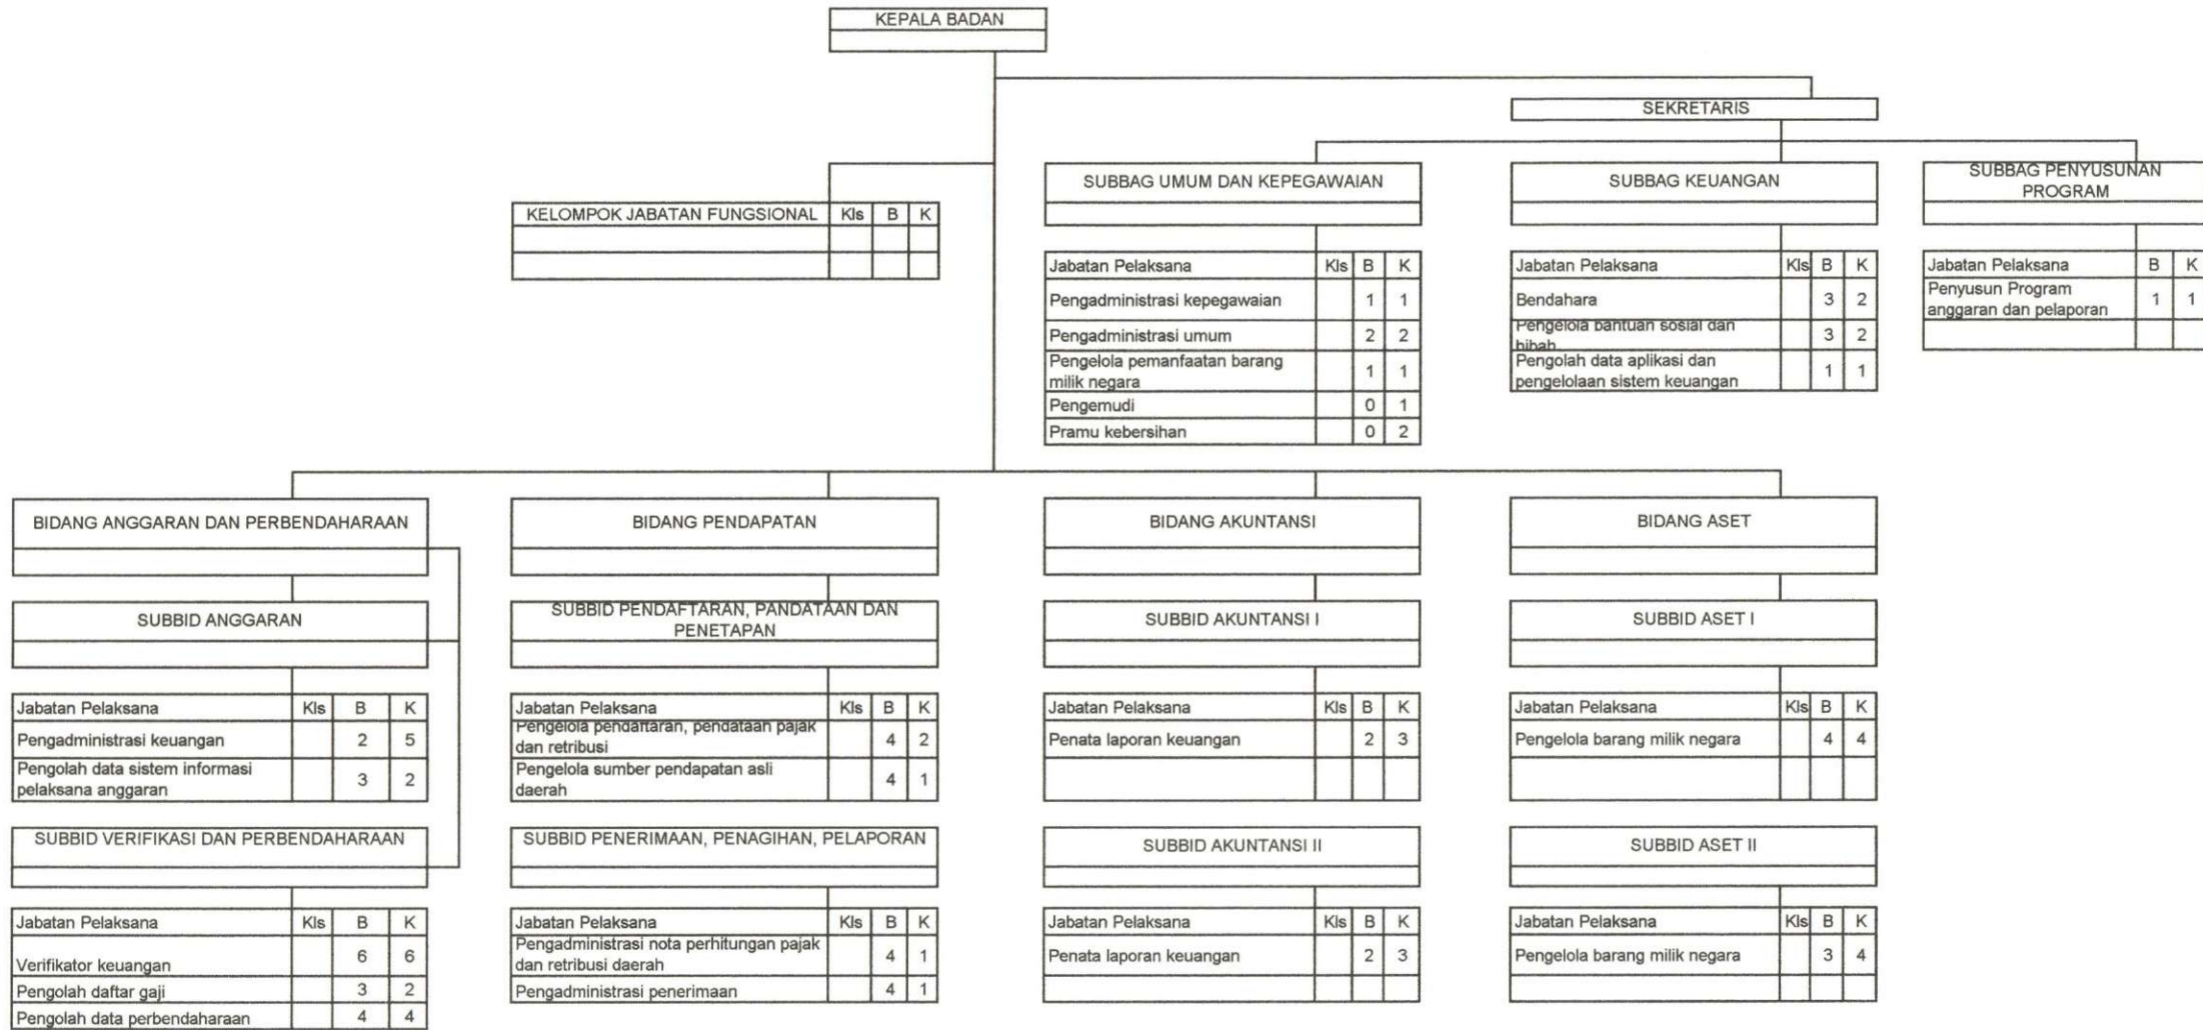 KEPALA BADAN
SEKRETARIS
SUBBAG UMUM DAN KEPEGAWAIAN
SUBBAG KEUANGAN
SUBBAG PENYUSUNAN
PROGRAM
KELOMPOK JABATAN FUNGSIONAL Kls B K
Jabatan Pelaksana Kls B K
Pengadministrasi kepegawaian 1 1
Pengadministrasi umum 2 2
Pengelola pemanfaatan barang
milik negara 1 1
Pengemudi 0 1
Pramu kebersihan 0 2
Jabatan Pelaksana Kls B K
Bendahara 3 2
Pengelola bantuan sosial dan
hibah 3 2
Pengolah data aplikasi dan
pengelolaan sistem keuangan 1 1
Jabatan Pelaksana B K
Penyusun Program
anggaran dan pelaporan 1 1
BIDANG ANGGARAN DAN PERBENDAHARAAN
BIDANG PENDAPATAN
BIDANG AKUNTANSI
BIDANG ASET
SUBBID ANGGARAN
SUBBID PENDAFTARAN, PANDATAAN DAN
PENETAPAN
SUBBID AKUNTANSI I
SUBBID ASET I
Jabatan Pelaksana Kls B K
Pengadministrasi keuangan 2 5
Pengolah data sistem informasi
pelaksana anggaran 3 2
Jabatan Pelaksana Kls B K
Pengelola pendaftaran, pendataan pajak
dan retribusi 4 2
Pengelola sumber pendapatan asli
daerah 4 1
Jabatan Pelaksana Kls B K
Penata laporan keuangan 2 3
Jabatan Pelaksana Kls B K
Pengelola barang milik negara 4 4
SUBBID VERIFIKASI DAN PERBENDAHARAAN
SUBBID PENERIMAAN, PENAGIHAN, PELAPORAN
SUBBID AKUNTANSI II
SUBBID ASET II
Jabatan Pelaksana Kls B K
Verifikator keuangan 6 6
Pengolah daftar gaji 3 2
Pengolah data perbendaharaan 4 4
Jabatan Pelaksana Kls B K
Pengadministrasi nota perhitungan pajak
dan retribusi daerah 4 1
Pengadministrasi penerimaan 4 1
Jabatan Pelaksana Kls B K
Penata laporan keuangan 2 3
Jabatan Pelaksana Kls B K
Pengelola barang milik negara 3 4